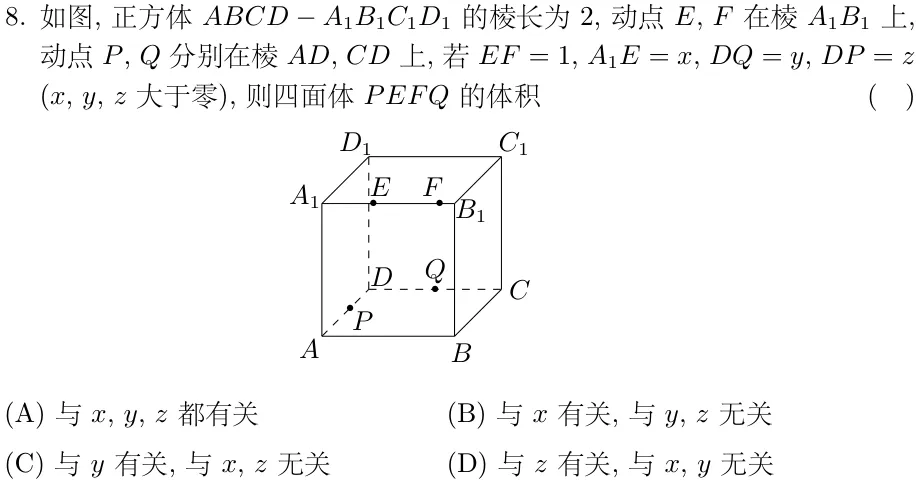 8. 如图, 正方体 ABCD − A₁B₁C₁D₁ 的棱长为 2, 动点 E, F 在棱 A₁B₁ 上,
动点 P, Q 分别在棱 AD, CD 上, 若 EF = 1, A₁E = x, DQ = y, DP = z
(x, y, z 大于零), 则四面体 PEFQ 的体积 ( )
D₁ C₁
A₁ E F B₁
D Q C
P
A B
(A) 与 x, y, z 都有关 (B) 与 x 有关, 与 y, z 无关
(C) 与 y 有关, 与 x, z 无关 (D) 与 z 有关, 与 x, y 无关